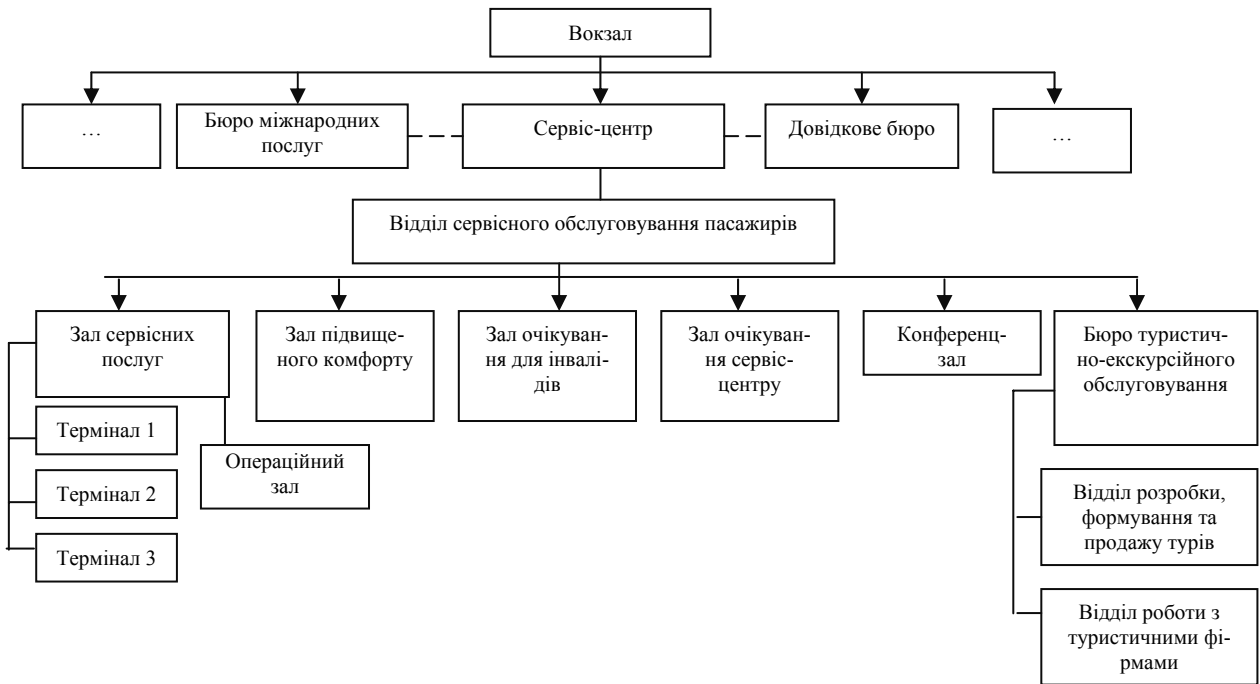 Вокзал
…
Бюро міжнародних
послуг
Сервіс-центр
Довідкове бюро
…
Відділ сервісного обслуговування пасажирів
Зал сервісних
послуг
Зал підвище-
ного комфорту
Зал очікуван-
ня для інвалі-
дів
Зал очікуван-
ня сервіс-
центру
Конференц-
зал
Бюро туристич-
но-екскурсійного
обслуговування
Термінал 1
Термінал 2
Термінал 3
Операційний
зал
Відділ розробки,
формування та
продажу турів
Відділ роботи з
туристичними фі-
рмами